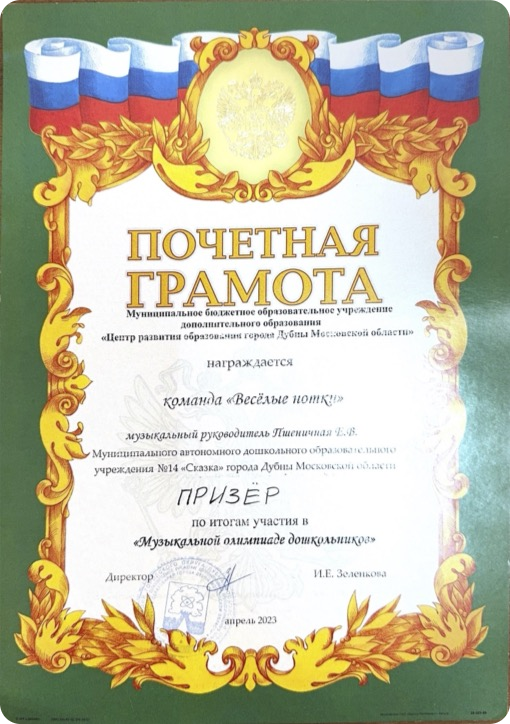 ПОЧЕТНАЯ
ГРАМОТА
Муниципальное бюджетное образовательное учреждение
дополнительного образования
«Центр развития образования города Дубны Московской области»
награждается
команда «Весёлые нотки»
музыкальный руководитель Пшеничная Е.В.
Муниципального автономного дошкольного образовательного
учреждения №14 «Сказка» города Дубны Московской области
ПРИЗЁР
по итогам участия в
«Музыкальной олимпиаде дошкольников»
Директор И.Е. Зеленкова
апрель 2023